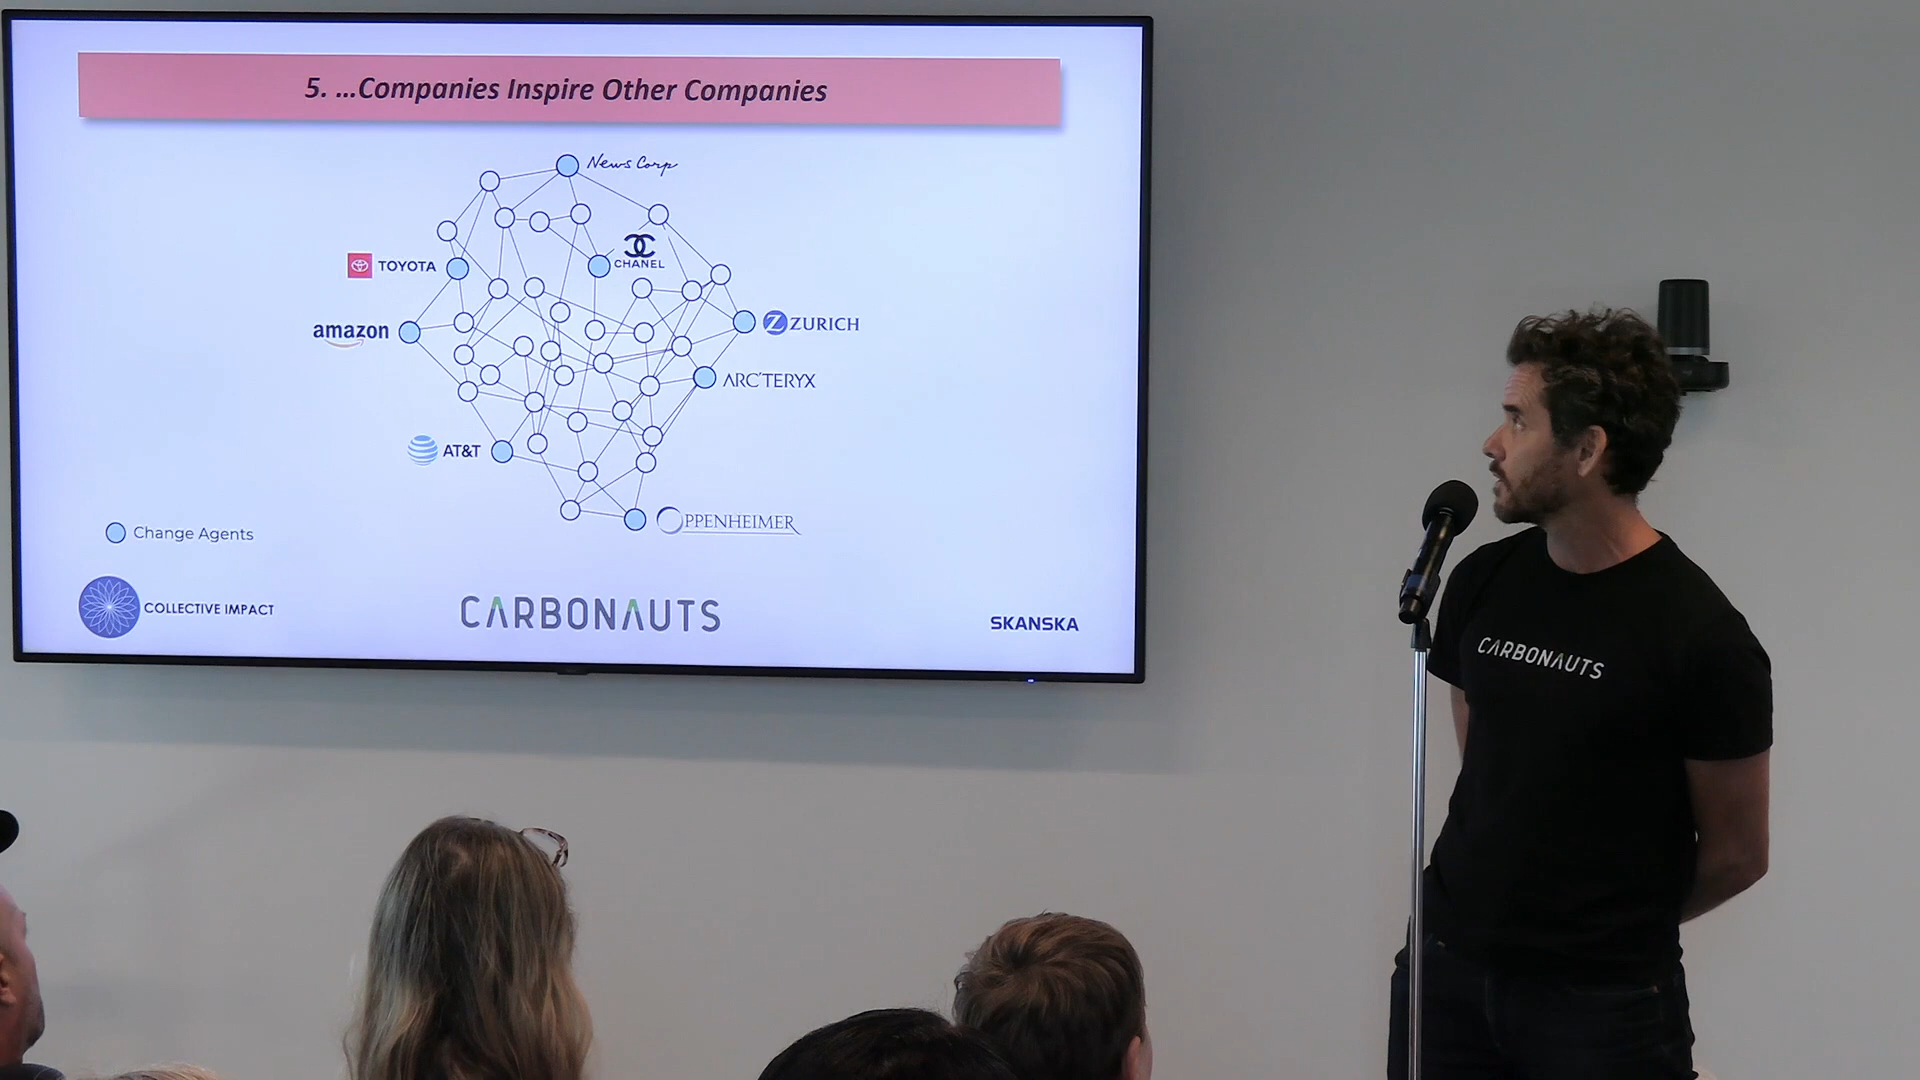 5. ...Companies Inspire Other Companies
News Corp
CHANEL
TOYOTA
amazon
ZURICH
ARC'TERYX
AT&T
OPPENHEIMER
Change Agents
COLLECTIVE IMPACT
CARBONAUTS
SKANSKA
CARBONAUTS